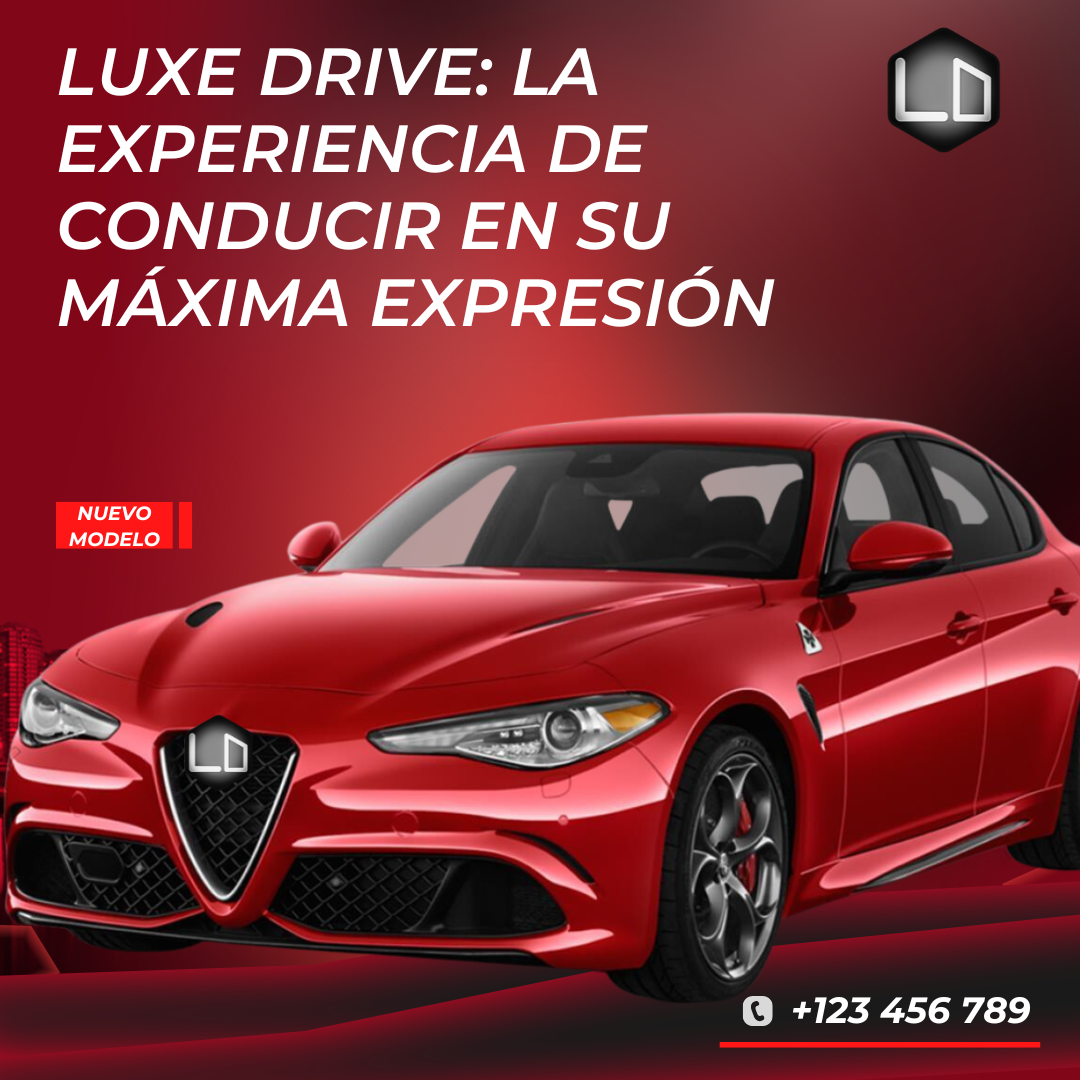 LUXE DRIVE: LA
EXPERIENCIA DE
CONDUCIR EN SU
MÁXIMA EXPRESIÓN
LD
NUEVO
MODELO
LD
+123 456 789